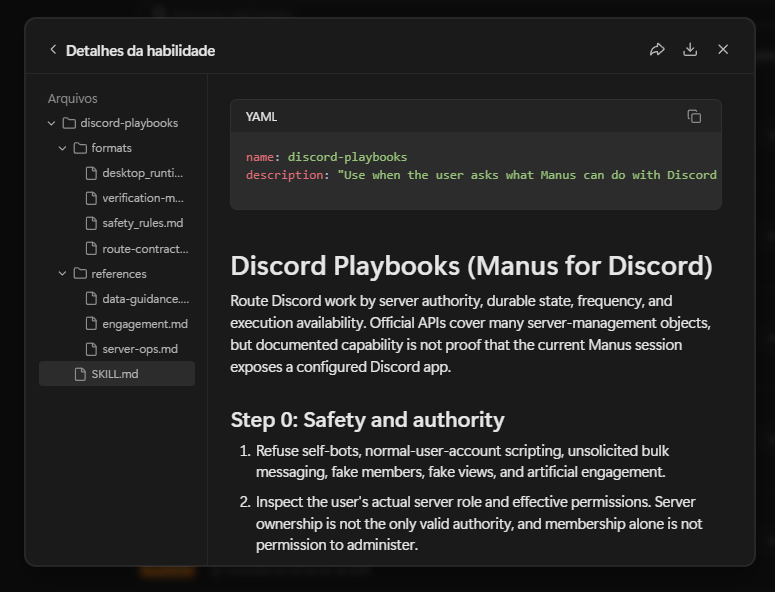 Detalhes da habilidade
Arquivos
discord-playbooks
formats
desktop_runti...
verification-m...
safety_rules.md
route-contract...
references
data-guidance....
engagement.md
server-ops.md
SKILL.md
YAML
name: discord-playbooks
description: "Use when the user asks what Manus can do with Discord
Discord Playbooks (Manus for Discord)
Route Discord work by server authority, durable state, frequency, and
execution availability. Official APIs cover many server-management objects,
but documented capability is not proof that the current Manus session
exposes a configured Discord app.
Step 0: Safety and authority
1. Refuse self-bots, normal-user-account scripting, unsolicited bulk
messaging, fake members, fake views, and artificial engagement.
2. Inspect the user's actual server role and effective permissions. Server
ownership is not the only valid authority, and membership alone is not
permission to administer.